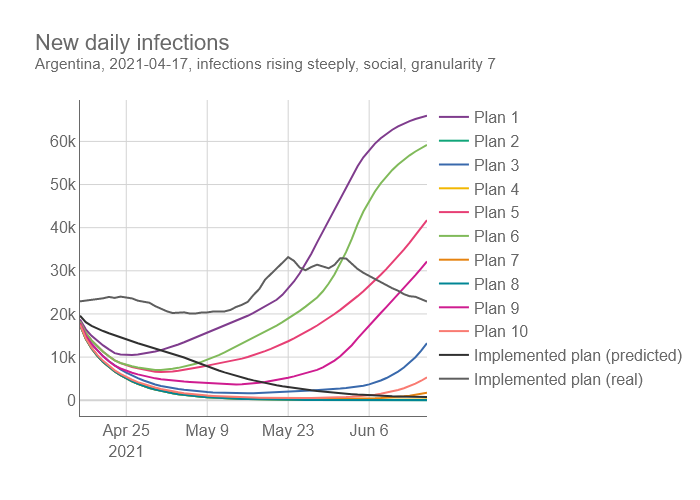 New daily infections
Argentina, 2021-04-17, infections rising steeply, social, granularity 7
60k
50k
40k
30k
20k
10k
0
Apr 25
2021
May 9
May 23
Jun 6
Plan 1
Plan 2
Plan 3
Plan 4
Plan 5
Plan 6
Plan 7
Plan 8
Plan 9
Plan 10
Implemented plan (predicted)
Implemented plan (real)